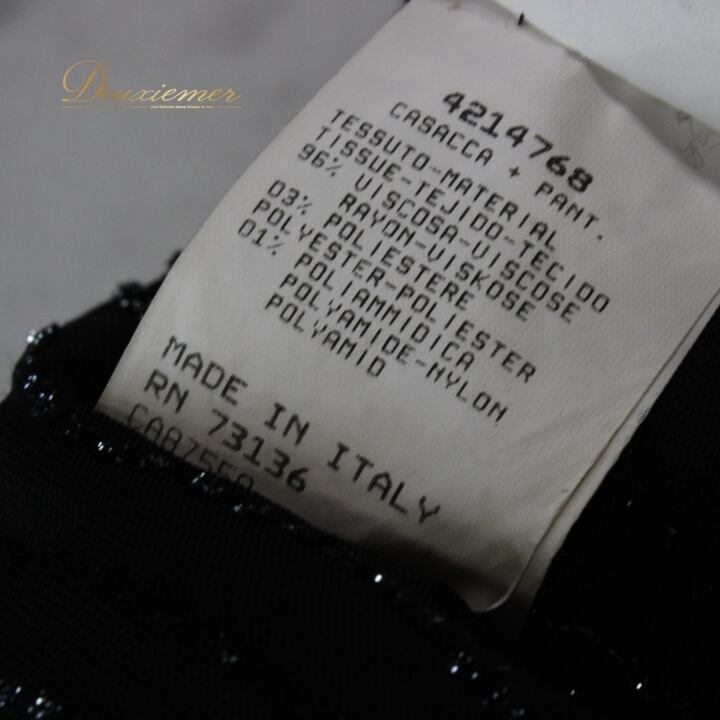 Deuxiemer
4214768
CASACCA + PANT.
TESSUTO-MATERIAL
TISSUE-TEJIDO-TECIDO
96% VISCOSA-VISCOSE
RAYON-VISKOSE
03% POLIESTERE
POLYESTER-POLIESTER
01% POLIAMMIDICA
POLYAMIDE-NYLON
POLYAMID
MADE IN ITALY
RN 73136